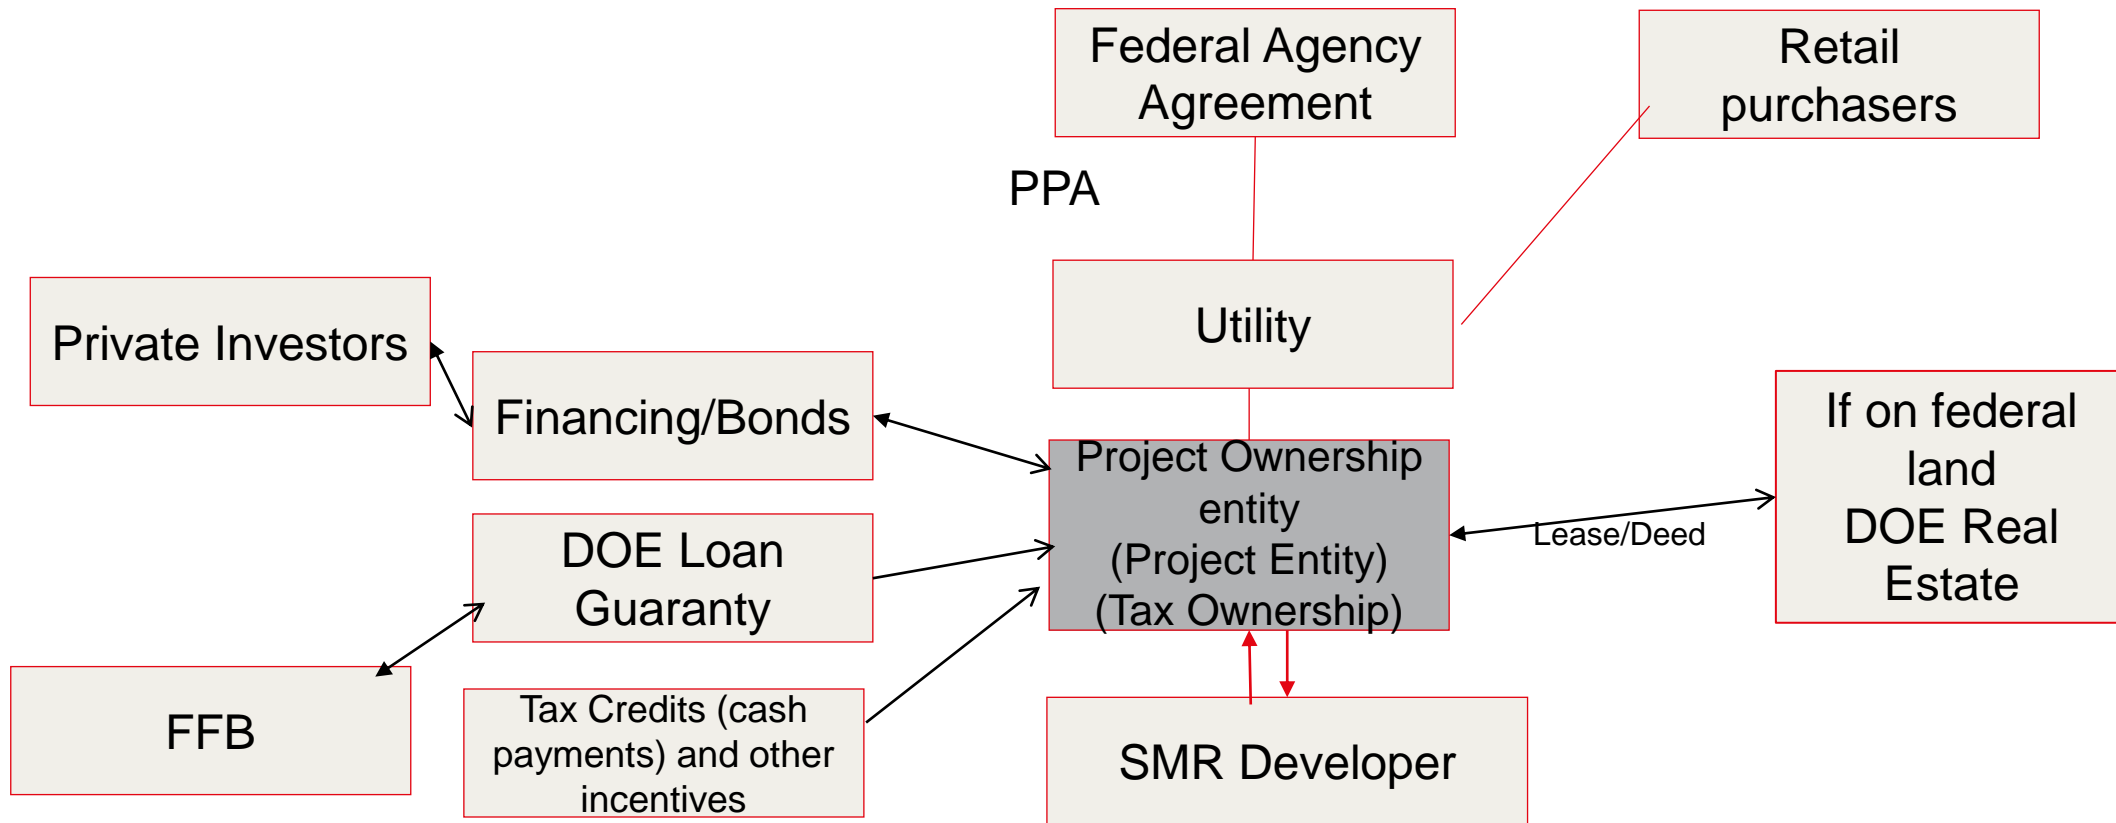 Federal Agency
Agreement
Retail
purchasers
PPA
Utility
Private Investors
Financing/Bonds
Project Ownership
entity
(Project Entity)
(Tax Ownership)
If on federal
land
DOE Real
Estate
Lease/Deed
DOE Loan
Guaranty
FFB
Tax Credits (cash
payments) and other
incentives
SMR Developer